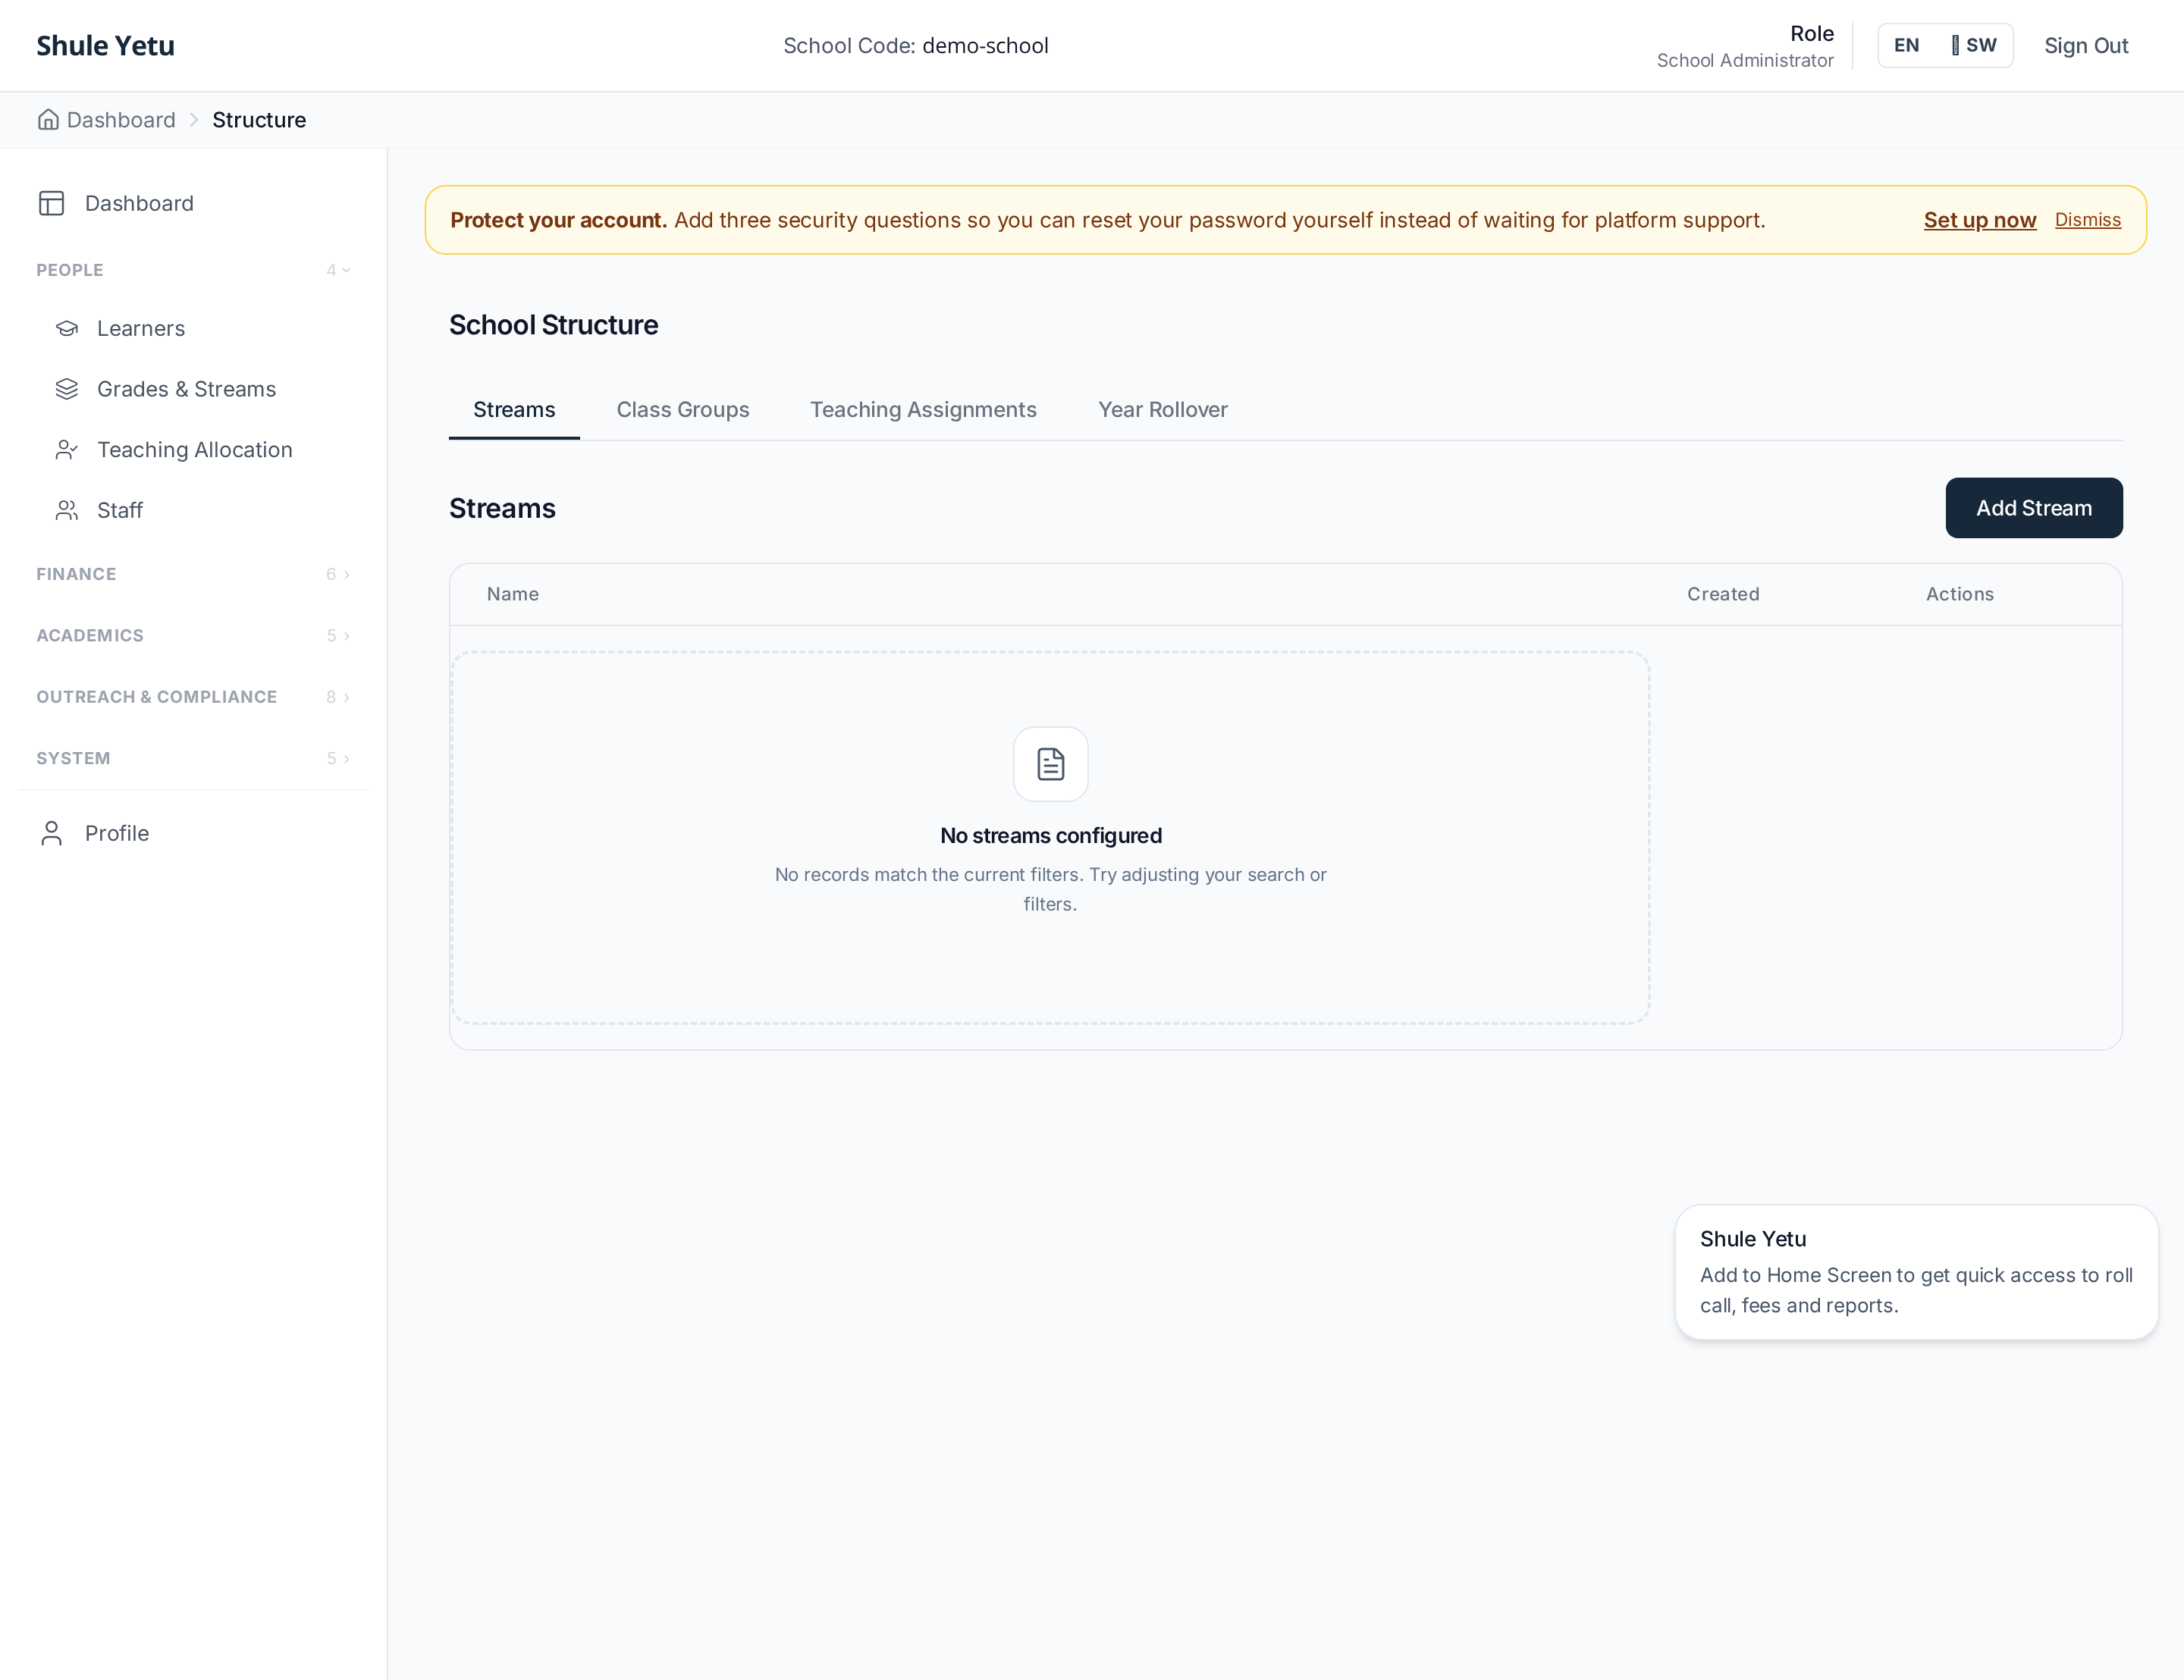 Shule Yetu
School Code: demo-school
Role
School Administrator
EN
SW
Sign Out
Dashboard
Structure
Dashboard
PEOPLE 4
Learners
Grades & Streams
Teaching Allocation
Staff
FINANCE 6
ACADEMICS 5
OUTREACH & COMPLIANCE 8
SYSTEM 5
Profile
Protect your account. Add three security questions so you can reset your password yourself instead of waiting for platform support.
Set up now
Dismiss
School Structure
Streams
Class Groups
Teaching Assignments
Year Rollover
Streams
Add Stream
Name
Created
Actions
No streams configured
No records match the current filters. Try adjusting your search or
filters.
Shule Yetu
Add to Home Screen to get quick access to roll
call, fees and reports.